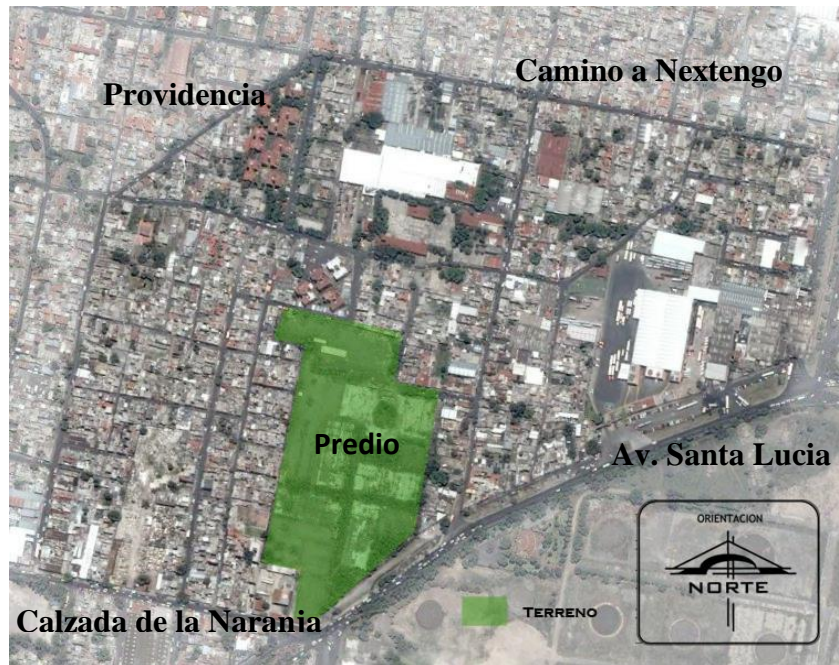 Camino a Nextengo
Providencia
Predio
Av. Santa Lucia
ORIENTACION
NORTE
TERRENO
Calzada de la Narania